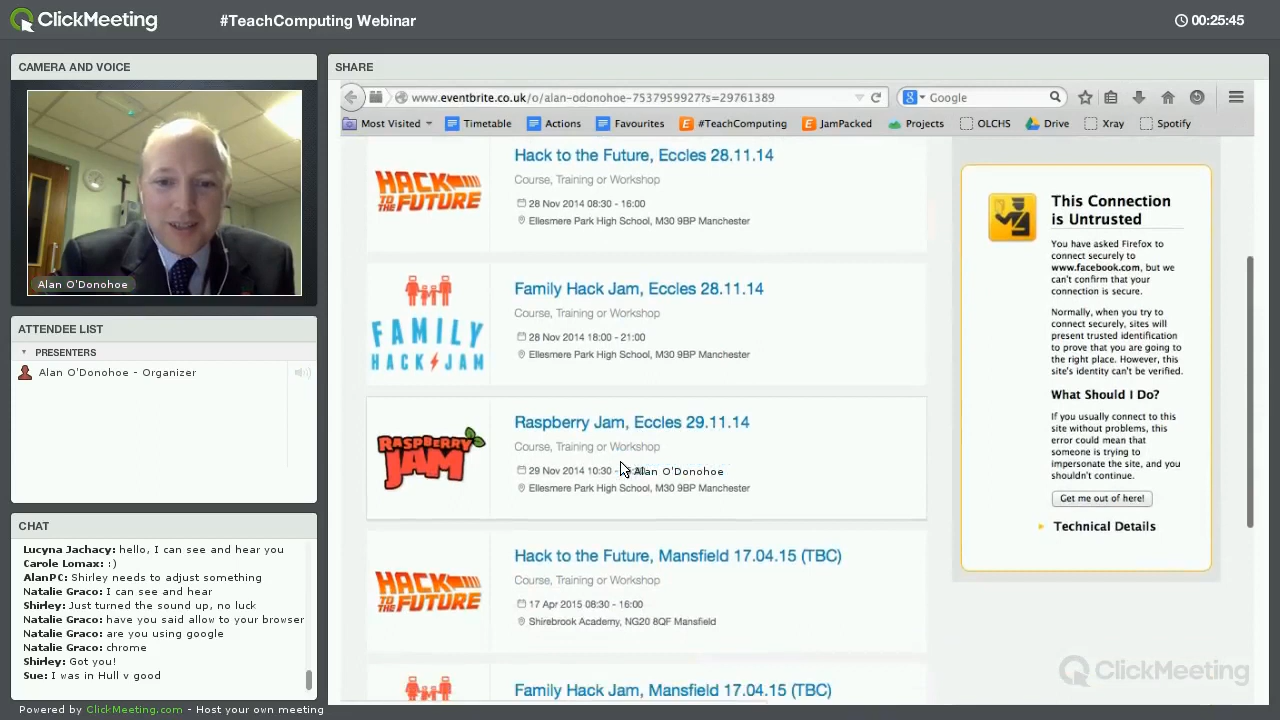 ClickMeeting
#TeachComputing Webinar
00:25:45
CAMERA AND VOICE
Alan O'Donohoe
ATTENDEE LIST
PRESENTERS
Alan O'Donohoe - Organizer
CHAT
Lucyna Jachacy: hello, I can see and hear you
Carole Lomax: :)
AlanPC: Shirley needs to adjust something
Natalie Graco: I can see and hear
Shirley: Just turned the sound up, no luck
Natalie Graco: have you said allow to your browser
Natalie Graco: are you using google
Natalie Graco: chrome
Shirley: Got you!
Sue: I was in Hull v good
SHARE
www.eventbrite.co.uk/o/alan-odonohoe-7537959927?s=29761389
Google
Most Visited
Timetable
Actions
Favourites
#TeachComputing
JamPacked
Projects
OLCHS
Drive
Xray
Spotify
HACK TO THE FUTURE
Hack to the Future, Eccles 28.11.14
Course, Training or Workshop
28 Nov 2014 08:30 - 16:00
Ellesmere Park High School, M30 9BP Manchester
FAMILY HACK JAM
Family Hack Jam, Eccles 28.11.14
Course, Training or Workshop
28 Nov 2014 18:00 - 21:00
Ellesmere Park High School, M30 9BP Manchester
RASPBERRY JAM
Raspberry Jam, Eccles 29.11.14
Course, Training or Workshop
29 Nov 2014 10:30 -
Alan O'Donohoe
Ellesmere Park High School, M30 9BP Manchester
HACK TO THE FUTURE
Hack to the Future, Mansfield 17.04.15 (TBC)
Course, Training or Workshop
17 Apr 2015 08:30 - 16:00
Shirebrook Academy, NG20 8QF Mansfield
Family Hack Jam, Mansfield 17.04.15 (TBC)
This Connection
is Untrusted
You have asked Firefox to
connect securely to
www.facebook.com, but we
can't confirm that your
connection is secure.
Normally, when you try to
connect securely, sites will
present trusted identification
to prove that you are going to
the right place. However, this
site's identity can't be verified.
What Should I Do?
If you usually connect to this
site without problems, this
error could mean that
someone is trying to
impersonate the site, and you
shouldn't continue.
Get me out of here!
Technical Details
ClickMeeting
Powered by ClickMeeting.com - Host your own meeting